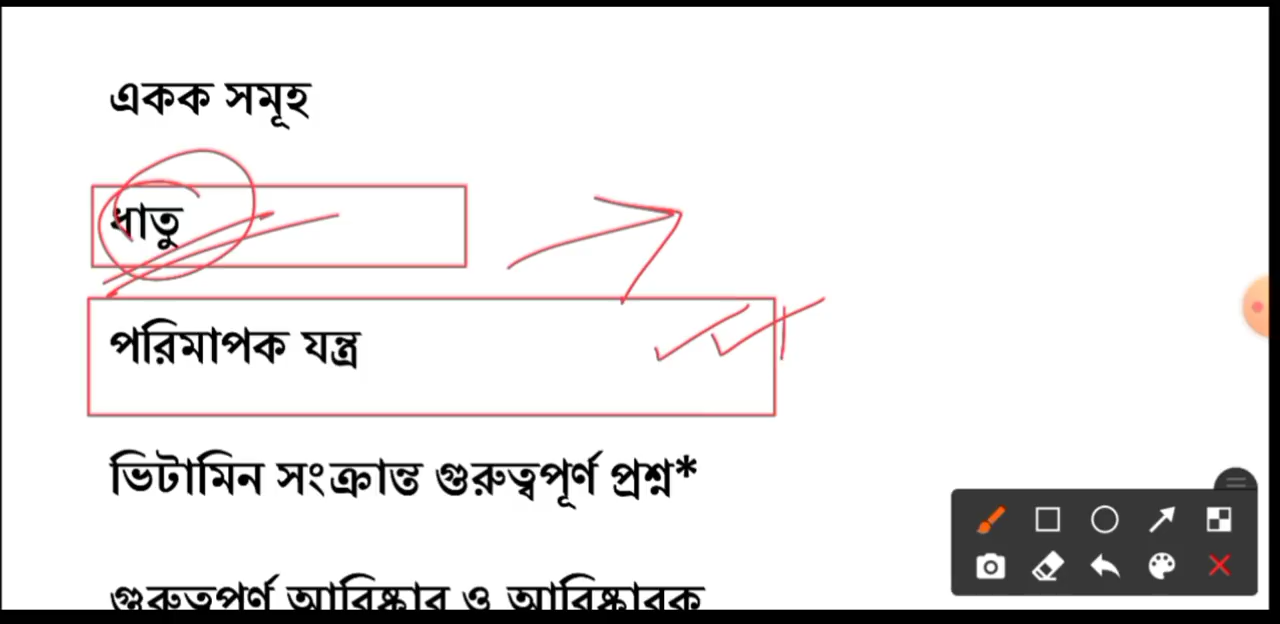 একক সমূহ
ধাতু
পরিমাপক যন্ত্র
ভিটামিন সংক্রান্ত গুরুত্বপূর্ণ প্রশ্ন*
গুরুত্বপূর্ণ আবিষ্কার ও আবিষ্কারক